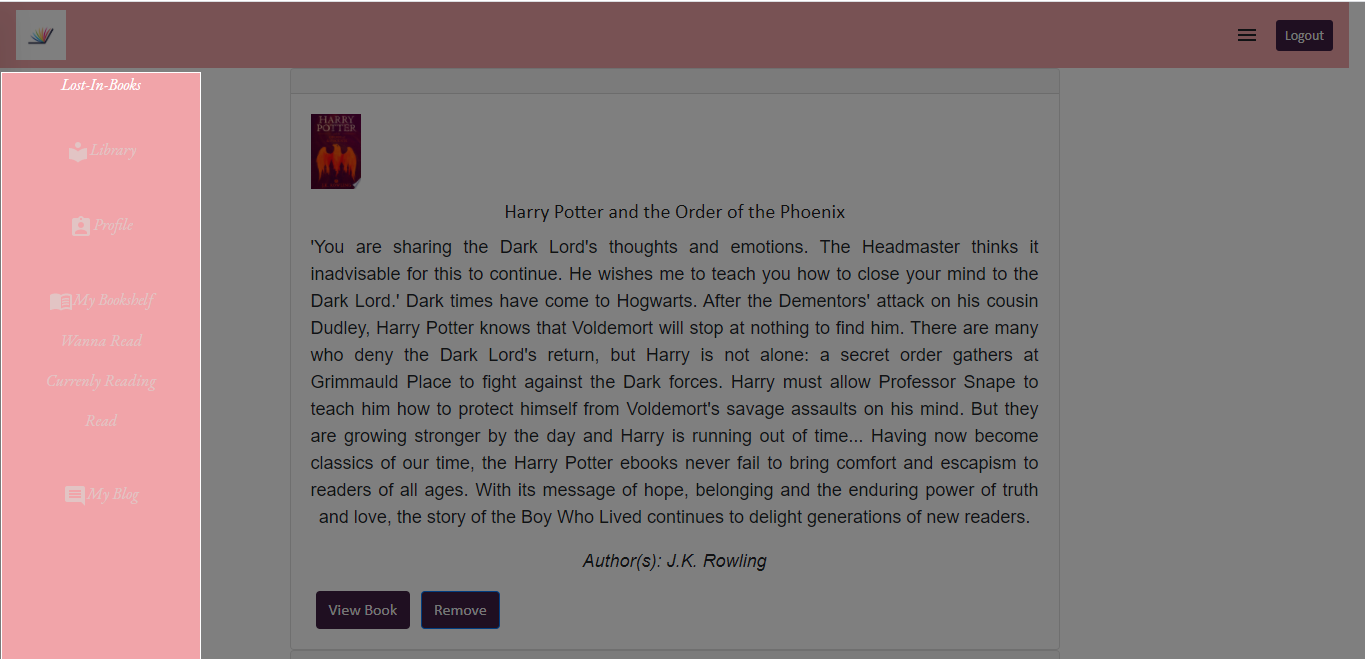 Logout
Lost-In-Books
Library
Profile
My Bookshelf
Wanna Read
Currenly Reading
Read
My Blog
HARRY
POTTER
Harry Potter and the Order of the Phoenix
'You are sharing the Dark Lord's thoughts and emotions. The Headmaster thinks it
inadvisable for this to continue. He wishes me to teach you how to close your mind to the
Dark Lord.' Dark times have come to Hogwarts. After the Dementors' attack on his cousin
Dudley, Harry Potter knows that Voldemort will stop at nothing to find him. There are many
who deny the Dark Lord's return, but Harry is not alone: a secret order gathers at
Grimmauld Place to fight against the Dark forces. Harry must allow Professor Snape to
teach him how to protect himself from Voldemort's savage assaults on his mind. But they
are growing stronger by the day and Harry is running out of time... Having now become
classics of our time, the Harry Potter ebooks never fail to bring comfort and escapism to
readers of all ages. With its message of hope, belonging and the enduring power of truth
and love, the story of the Boy Who Lived continues to delight generations of new readers.
Author(s): J.K. Rowling
View Book
Remove